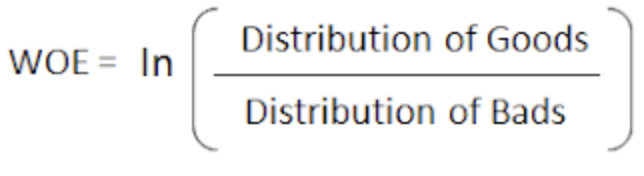 WOE = ln ( Distribution of Goods
Distribution of Bads )